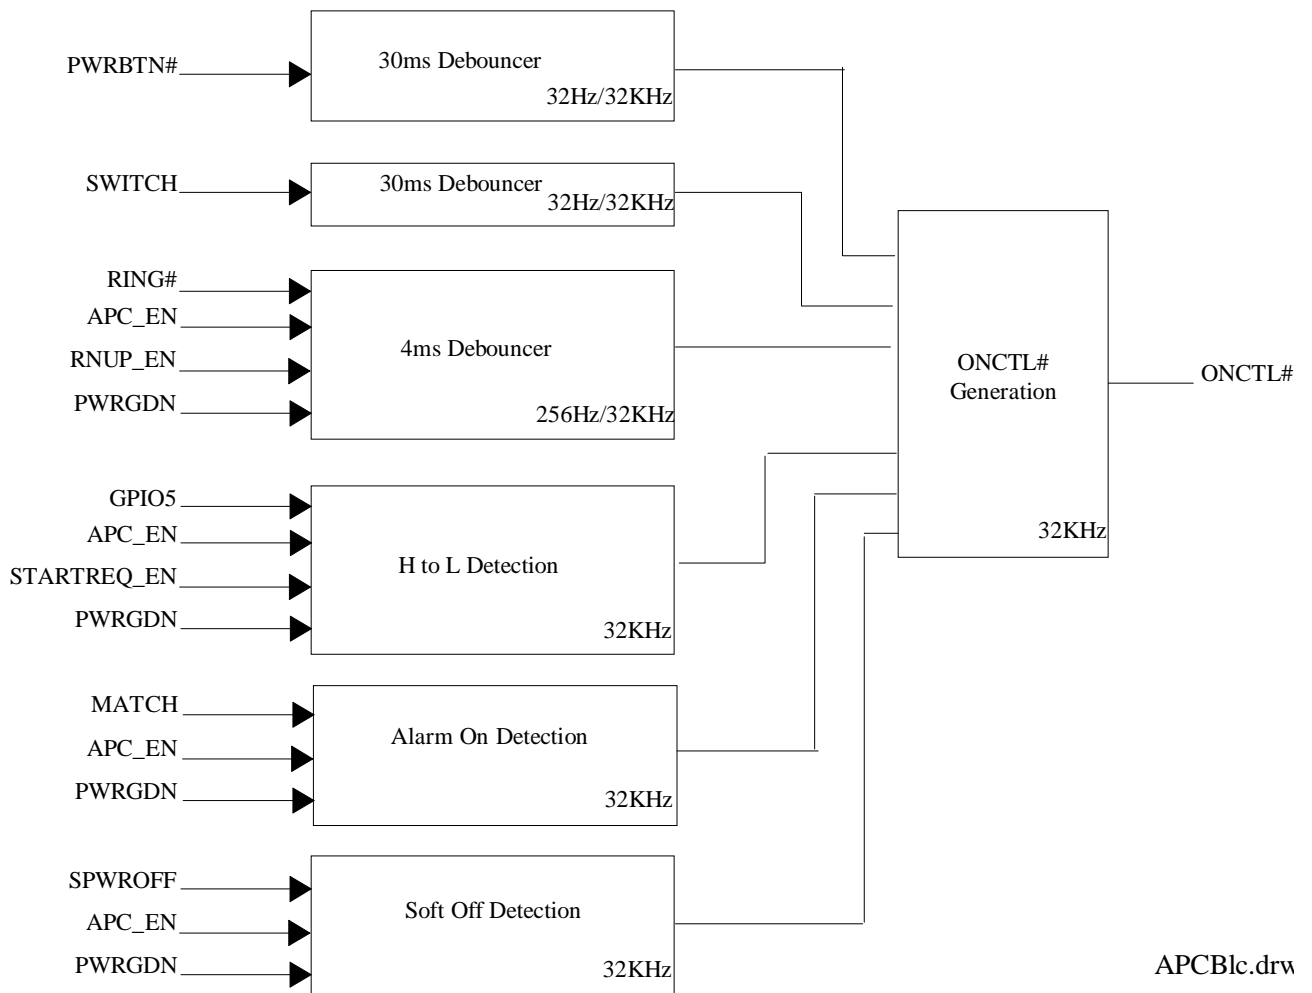 PWRBTN#
30ms Debouncer
32Hz/32KHz
SWITCH
30ms Debouncer
32Hz/32KHz
RING#
APC_EN
RNUP_EN
PWRGDN
4ms Debouncer
256Hz/32KHz
GPIO5
APC_EN
STARTREQ_EN
PWRGDN
H to L Detection
32KHz
MATCH
APC_EN
PWRGDN
Alarm On Detection
32KHz
SPWROFF
APC_EN
PWRGDN
Soft Off Detection
32KHz
ONCTL#
Generation
32KHz
ONCTL#
APCBlc.drw